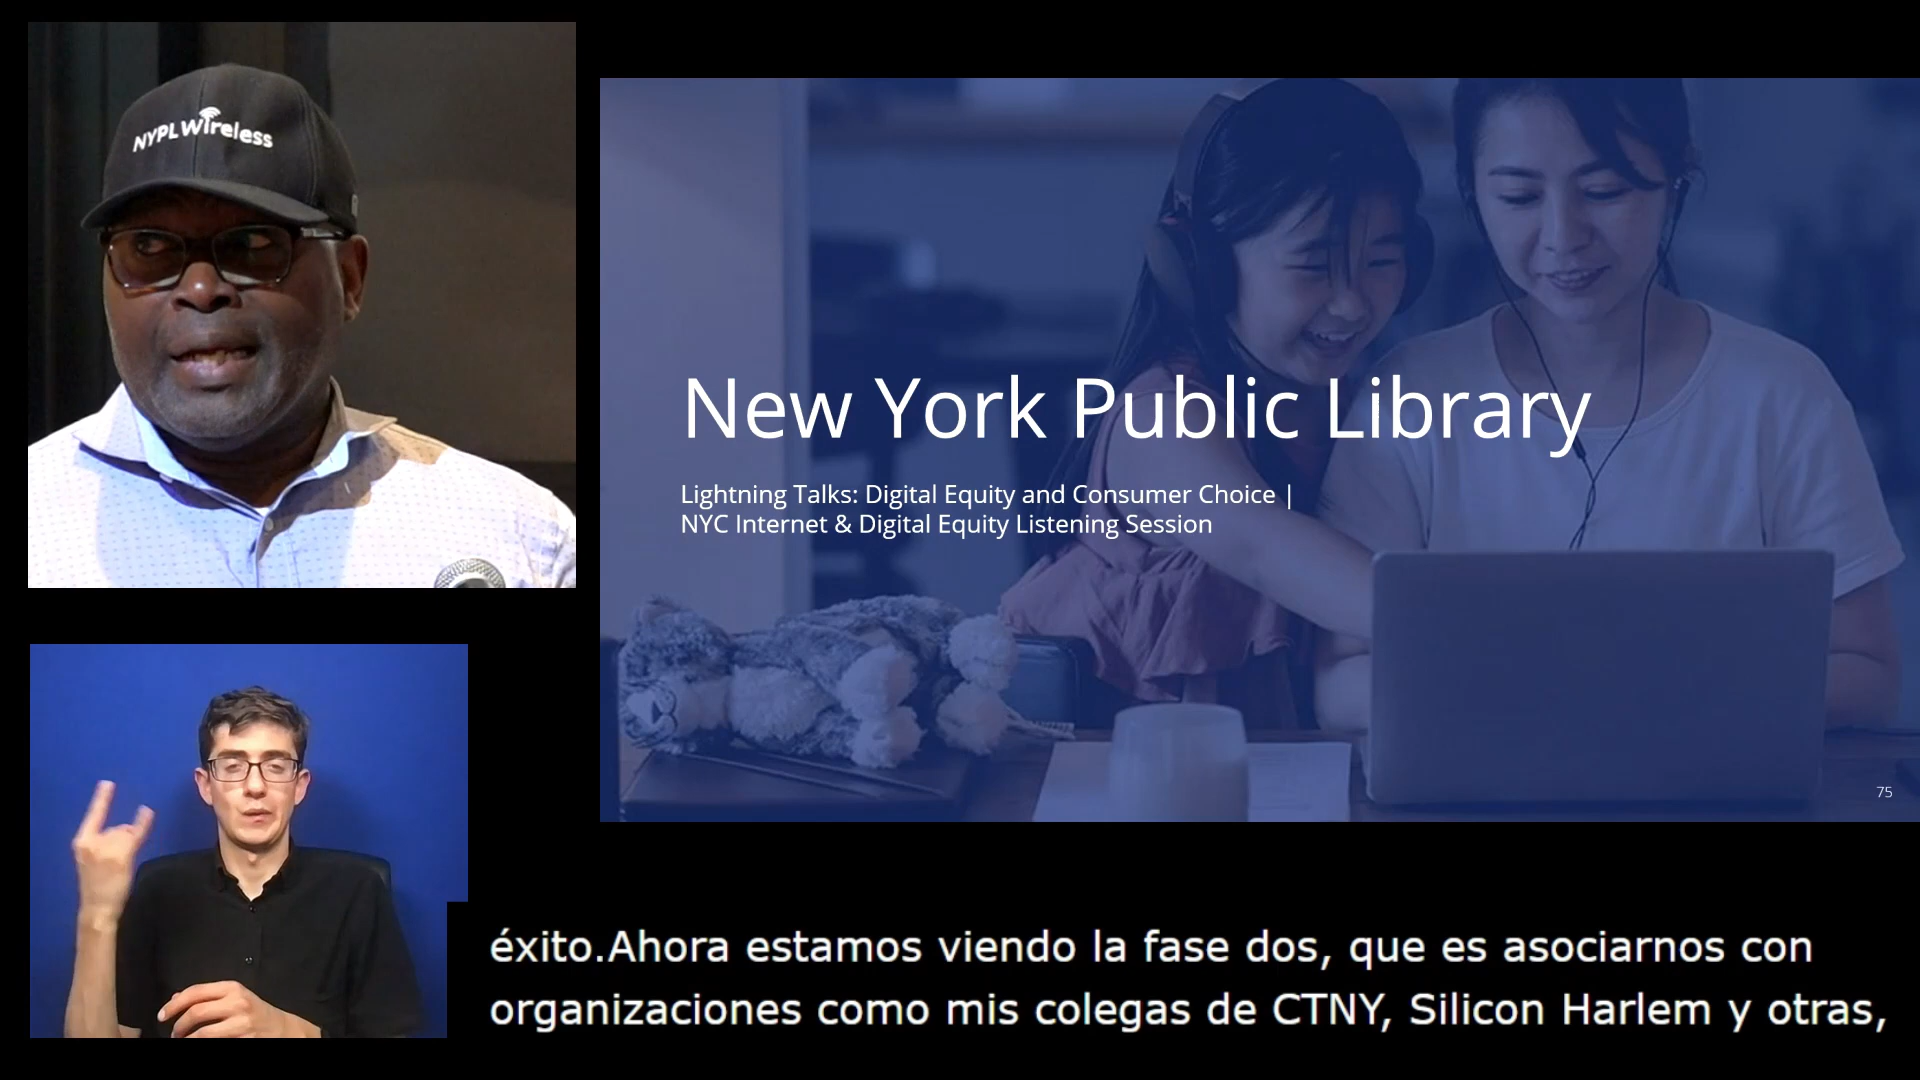 NYPL Wireless
New York Public Library
Lightning Talks: Digital Equity and Consumer Choice |
NYC Internet & Digital Equity Listening Session
75
éxito.Ahora estamos viendo la fase dos, que es asociarnos con
organizaciones como mis colegas de CTNY, Silicon Harlem y otras,